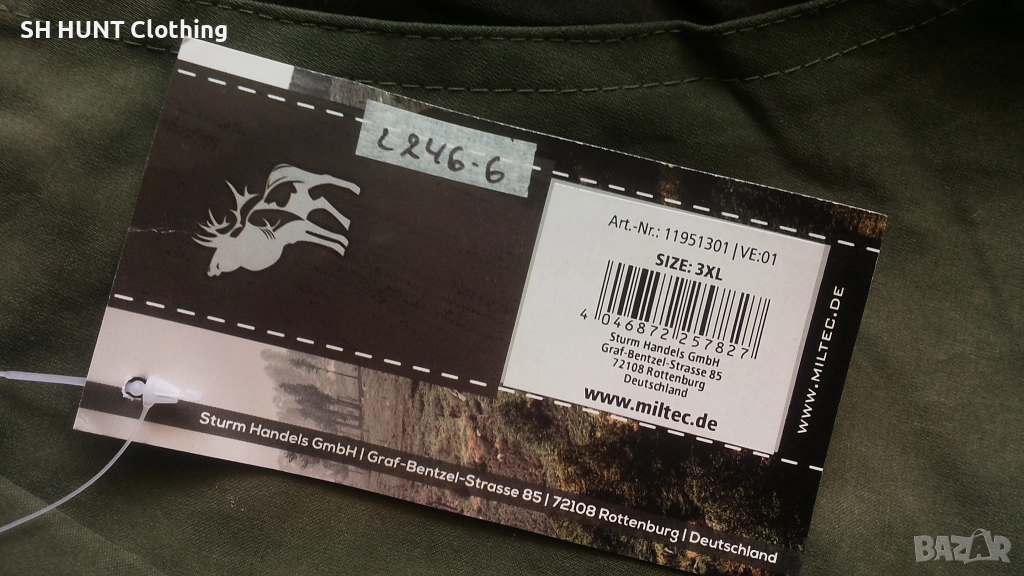 SH HUNT Clothing
L246-6
Art.-Nr.: 11951301 | VE:01
SIZE: 3XL
4 046872 257827
Sturm Handels GmbH
Graf-Bentzel-Strasse 85
72108 Rottenburg
Deutschland
www.miltec.de
WWW.MILTEC.DE
Sturm Handels GmbH | Graf-Bentzel-Strasse 85 | 72108 Rottenburg | Deutschland
BAZAR